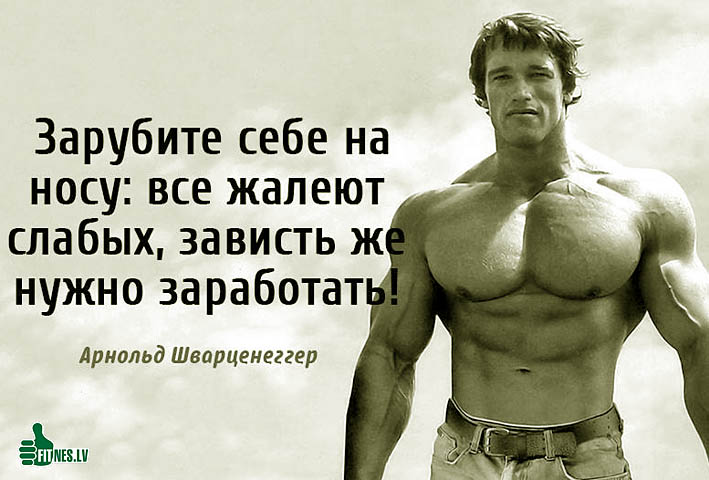 Зарубите себе на
носу: все жалеют
слабых, зависть же
нужно заработать!
Арнольд Шварценеггер
FITNES.LV